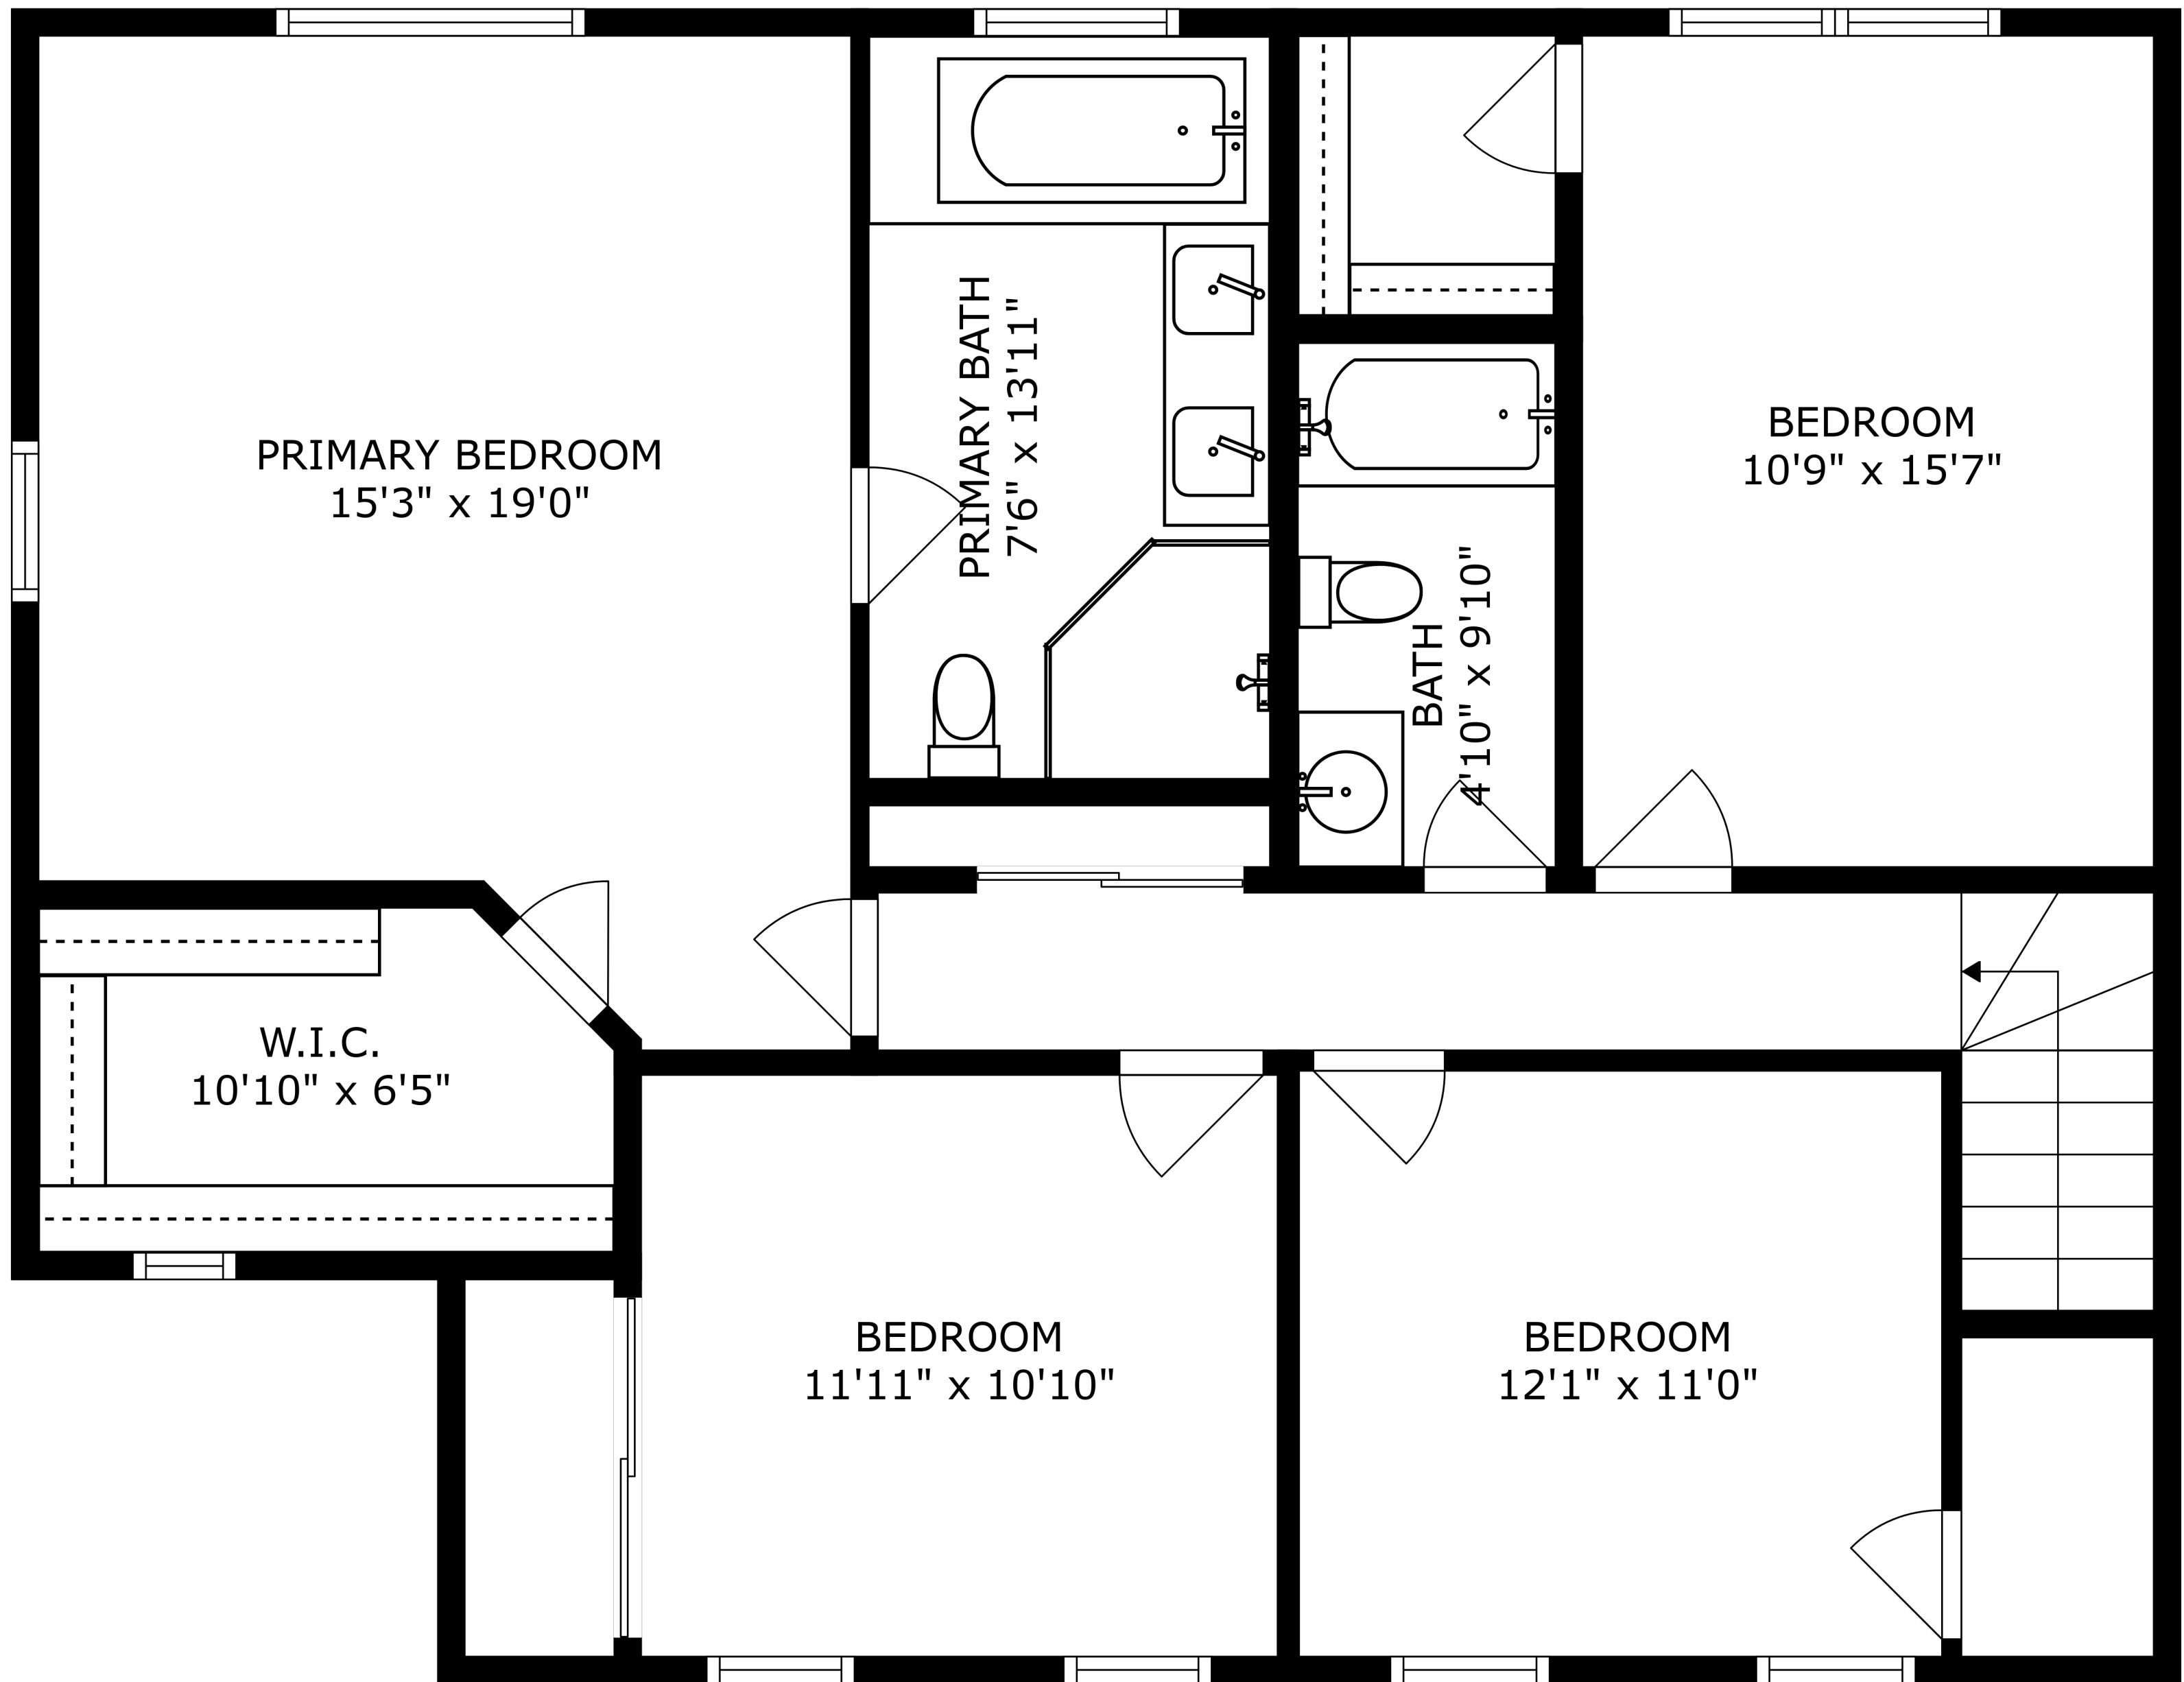 PRIMARY BEDROOM
15'3" x 19'0"
PRIMARY BATH
7'6" x 13'11"
BATH
4'10" x 9'10"
BEDROOM
10'9" x 15'7"
W.I.C.
10'10" x 6'5"
BEDROOM
11'11" x 10'10"
BEDROOM
12'1" x 11'0"